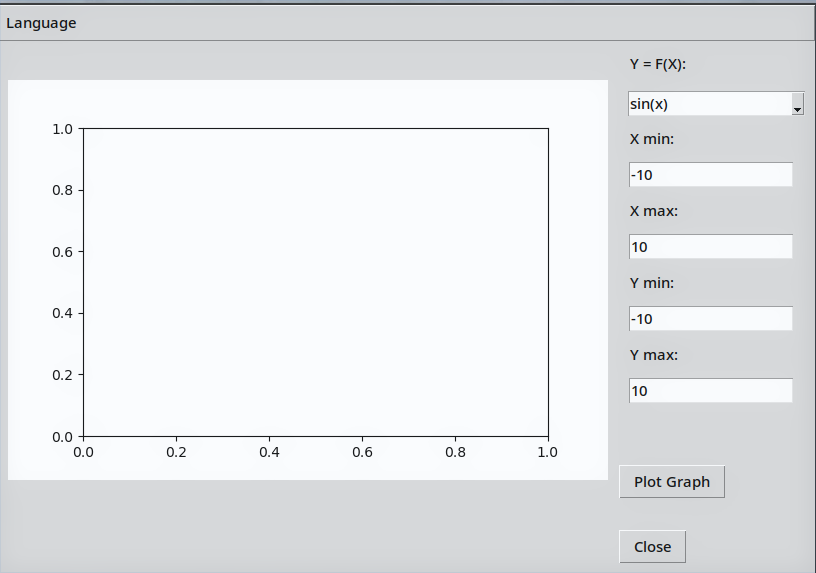 Language
Y = F(X):
sin(x)
X min:
-10
X max:
10
Y min:
-10
Y max:
10
Plot Graph
Close
1.0
0.8
0.6
0.4
0.2
0.0
0.0 0.2 0.4 0.6 0.8 1.0